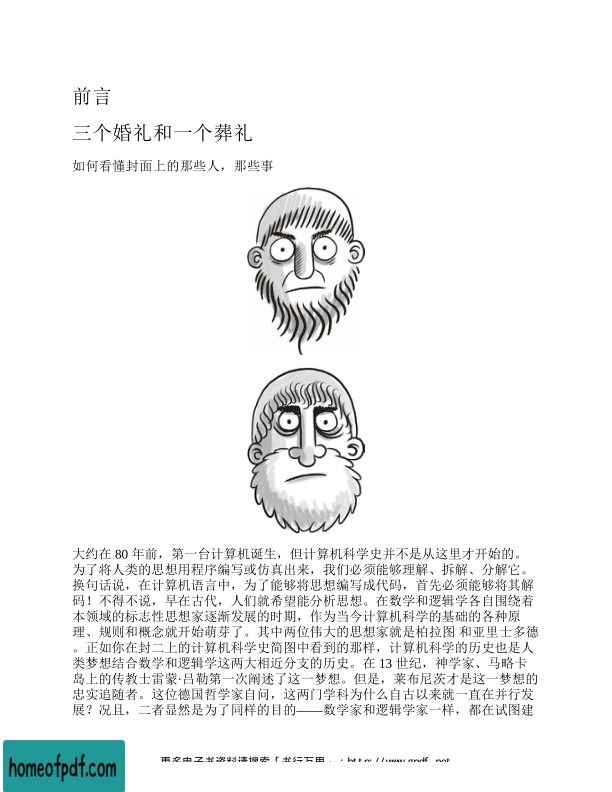 前言
三个婚礼和一个葬礼
如何看懂封面上的那些人，那些事
大约在 80 年前，第一台计算机诞生，但计算机科学史并不是从这里才开始的。
为了将人类的思想用程序编写或仿真出来，我们必须能够理解、拆解、分解它。
换句话说，在计算机语言中，为了能够将思想编写成代码，首先必须能够将其解
码！不得不说，早在古代，人们就希望能分析思想。在数学和逻辑学各自围绕着
本领域的标志性思想家逐渐发展的时期，作为当今计算机科学的基础的各种原
理、规则和概念就开始萌芽了。其中两位伟大的思想家就是柏拉图 和亚里士多德
。正如你在封二上的计算机科学史简图中看到的那样，计算机科学的历史也是人
类梦想结合数学和逻辑学这两大相近分支的历史。在 13 世纪，神学家、马略卡
岛上的传教士雷蒙·吕勒第一次阐述了这一梦想。但是，莱布尼茨才是这一梦想的
忠实追随者。这位德国哲学家自问，这两门学科为什么自古以来就一直在并行发
展？况且，二者显然是为了同样的目的——数学家和逻辑学家一样，都在试图建
更多电子书资料请搜索「书行万里」：http://www.gpdf.net
homeofpdf.com